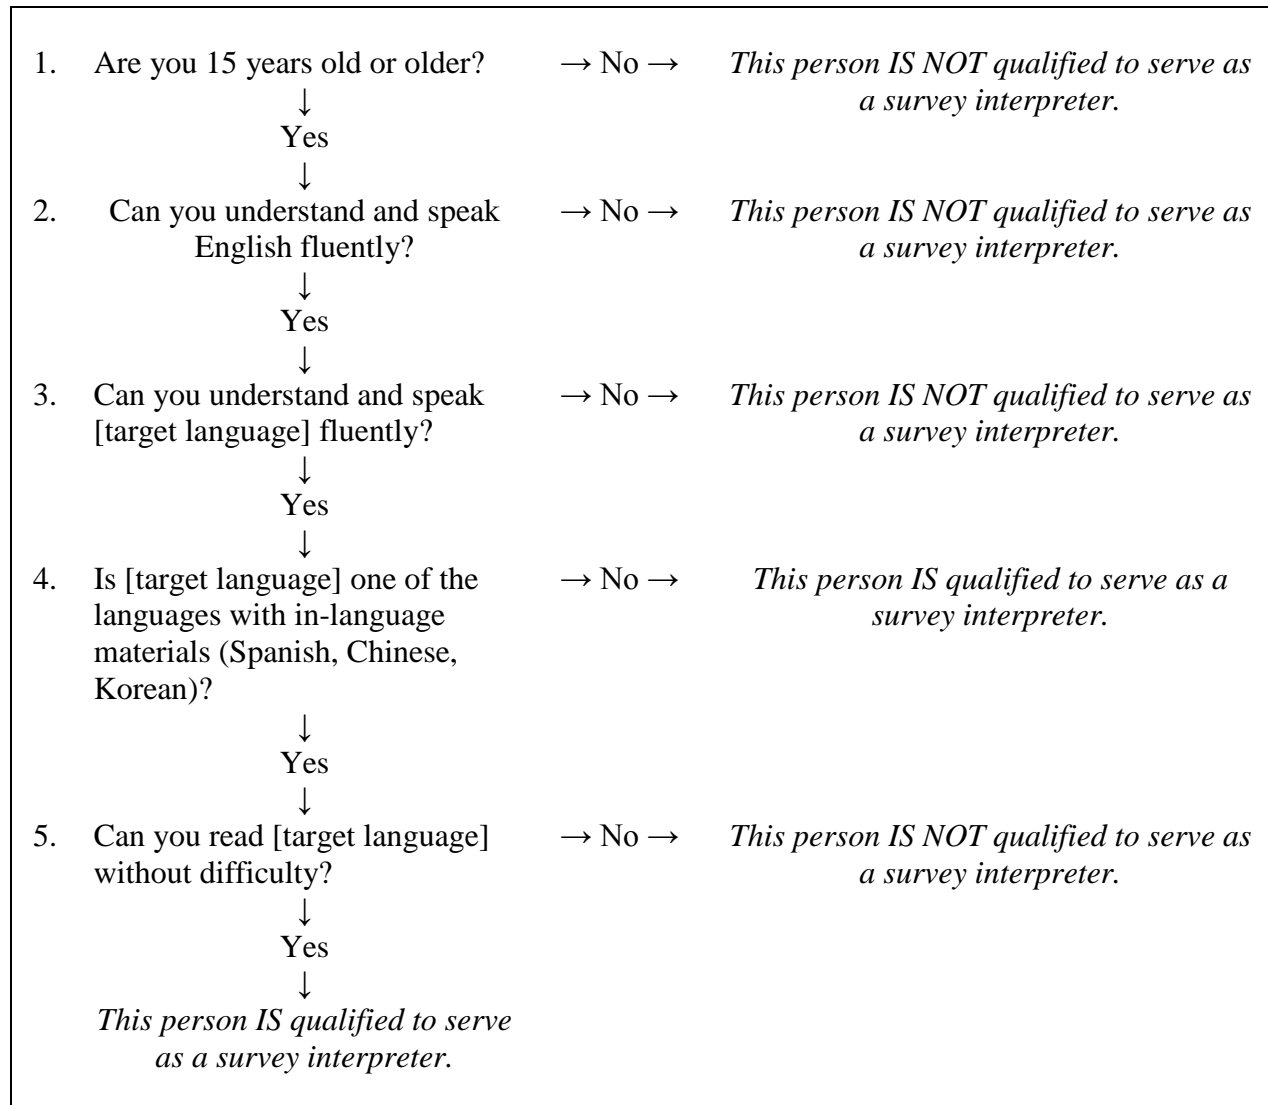 1. Are you 15 years old or older? → No → This person IS NOT qualified to serve as
a survey interpreter.
↓
Yes
↓
2. Can you understand and speak → No → This person IS NOT qualified to serve as
English fluently? a survey interpreter.
↓
Yes
↓
3. Can you understand and speak → No → This person IS NOT qualified to serve as
[target language] fluently? a survey interpreter.
↓
Yes
↓
4. Is [target language] one of the → No → This person IS qualified to serve as a
languages with in-language survey interpreter.
materials (Spanish, Chinese,
Korean)?
↓
Yes
↓
5. Can you read [target language] → No → This person IS NOT qualified to serve as
without difficulty? a survey interpreter.
↓
Yes
↓
This person IS qualified to serve
as a survey interpreter.